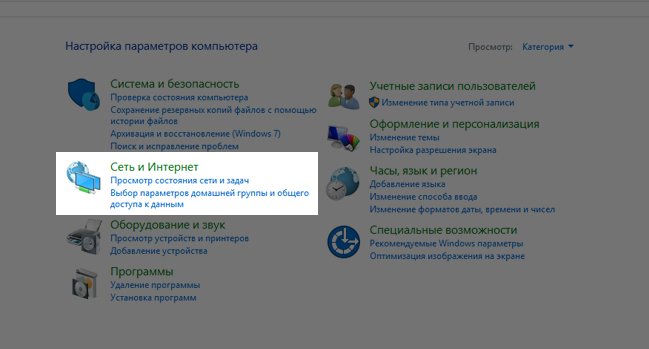 Настройка параметров компьютера
Просмотр: Категория
Система и безопасность
Проверка состояния компьютера
Сохранение резервных копий файлов с помощью
истории файлов
Архивация и восстановление (Windows 7)
Поиск и исправление проблем
Сеть и Интернет
Просмотр состояния сети и задач
Выбор параметров домашней группы и общего
доступа к данным
Оборудование и звук
Просмотр устройств и принтеров
Добавление устройства
Программы
Удаление программы
Установка программ
Учетные записи пользователей
Изменение типа учетной записи
Оформление и персонализация
Изменение темы
Настройка разрешения экрана
Часы, язык и регион
Добавление языка
Изменение способа ввода
Изменение форматов даты, времени и чисел
Специальные возможности
Рекомендуемые Windows параметры
Оптимизация изображения на экране